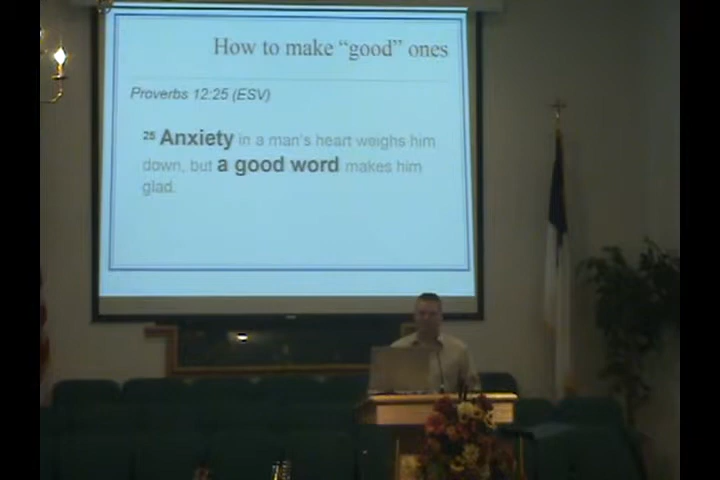 How to make “good” ones
Proverbs 12:25 (ESV)
25 Anxiety in a man's heart weighs him
down, but a good word makes him
glad.